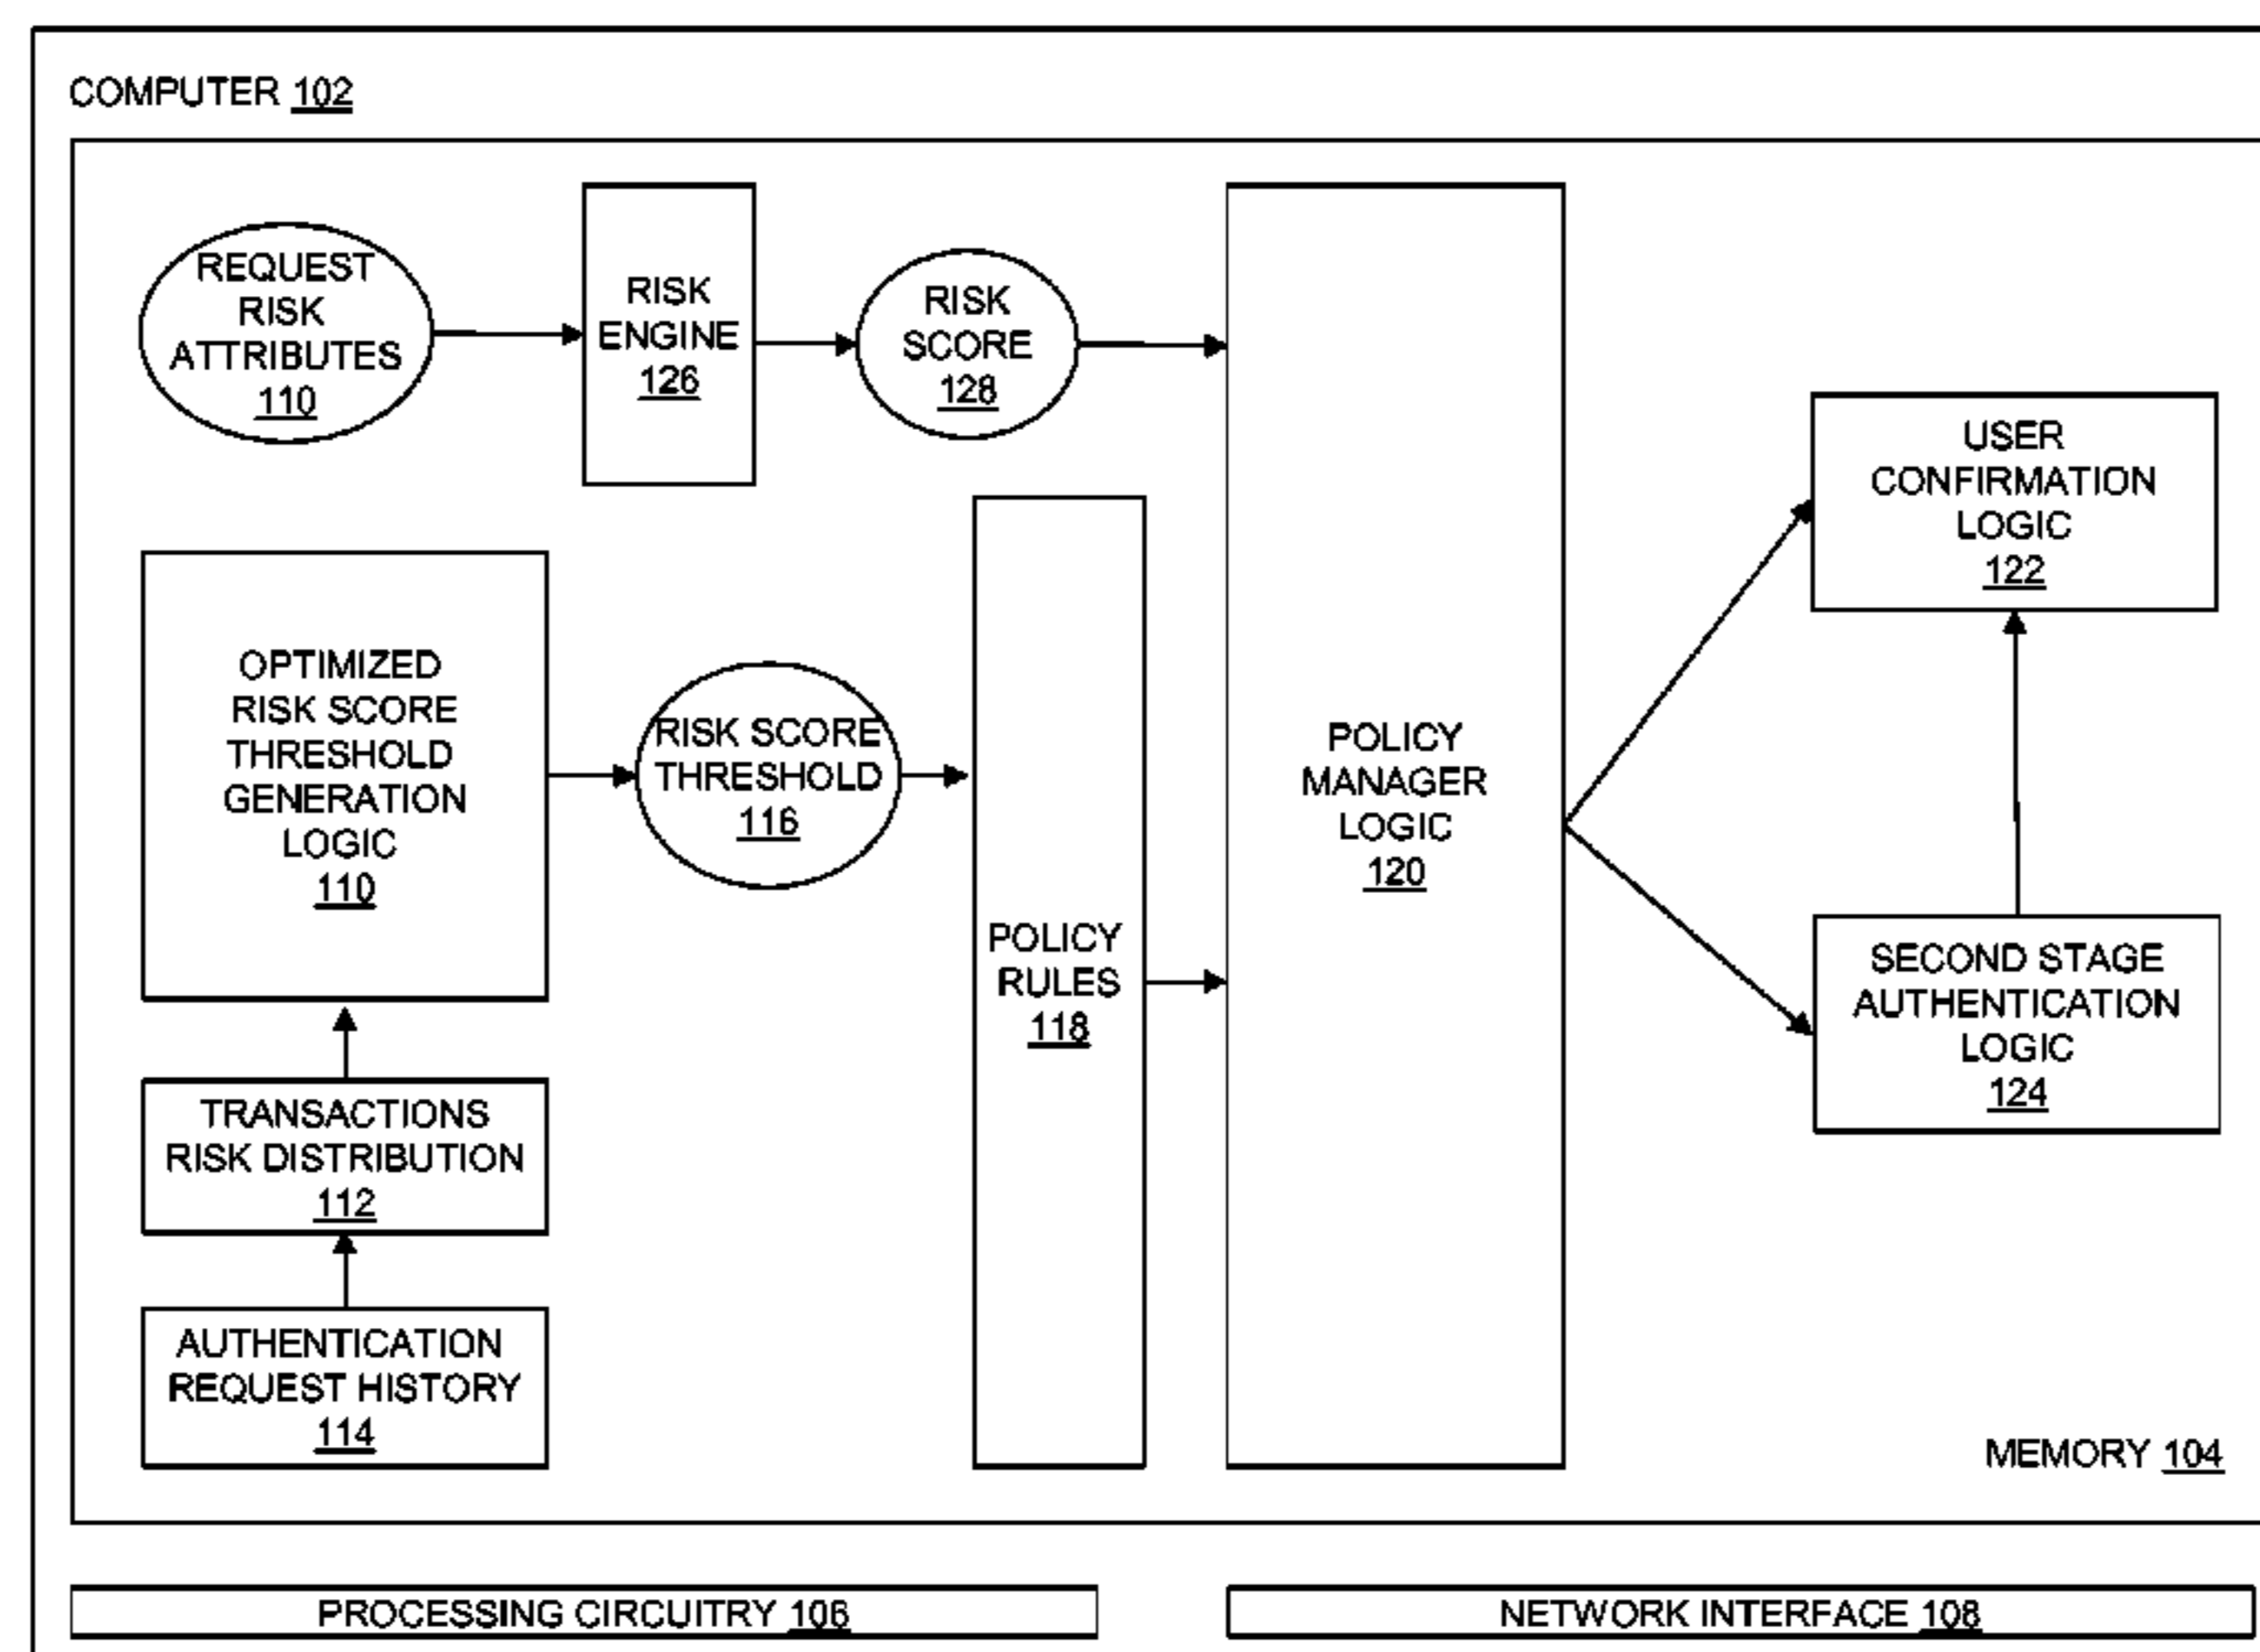 COMPUTER 102
REQUEST
RISK
ATTRIBUTES
110
RISK
ENGINE
126
RISK
SCORE
128
USER
CONFIRMATION
LOGIC
122
OPTIMIZED
RISK SCORE
THRESHOLD
GENERATION
LOGIC
110
RISK SCORE
THRESHOLD
116
POLICY
RULES
118
POLICY
MANAGER
LOGIC
120
SECOND STAGE
AUTHENTICATION
LOGIC
124
TRANSACTIONS
RISK DISTRIBUTION
112
AUTHENTICATION
REQUEST HISTORY
114
MEMORY 104
PROCESSING CIRCUITRY 106
NETWORK INTERFACE 108